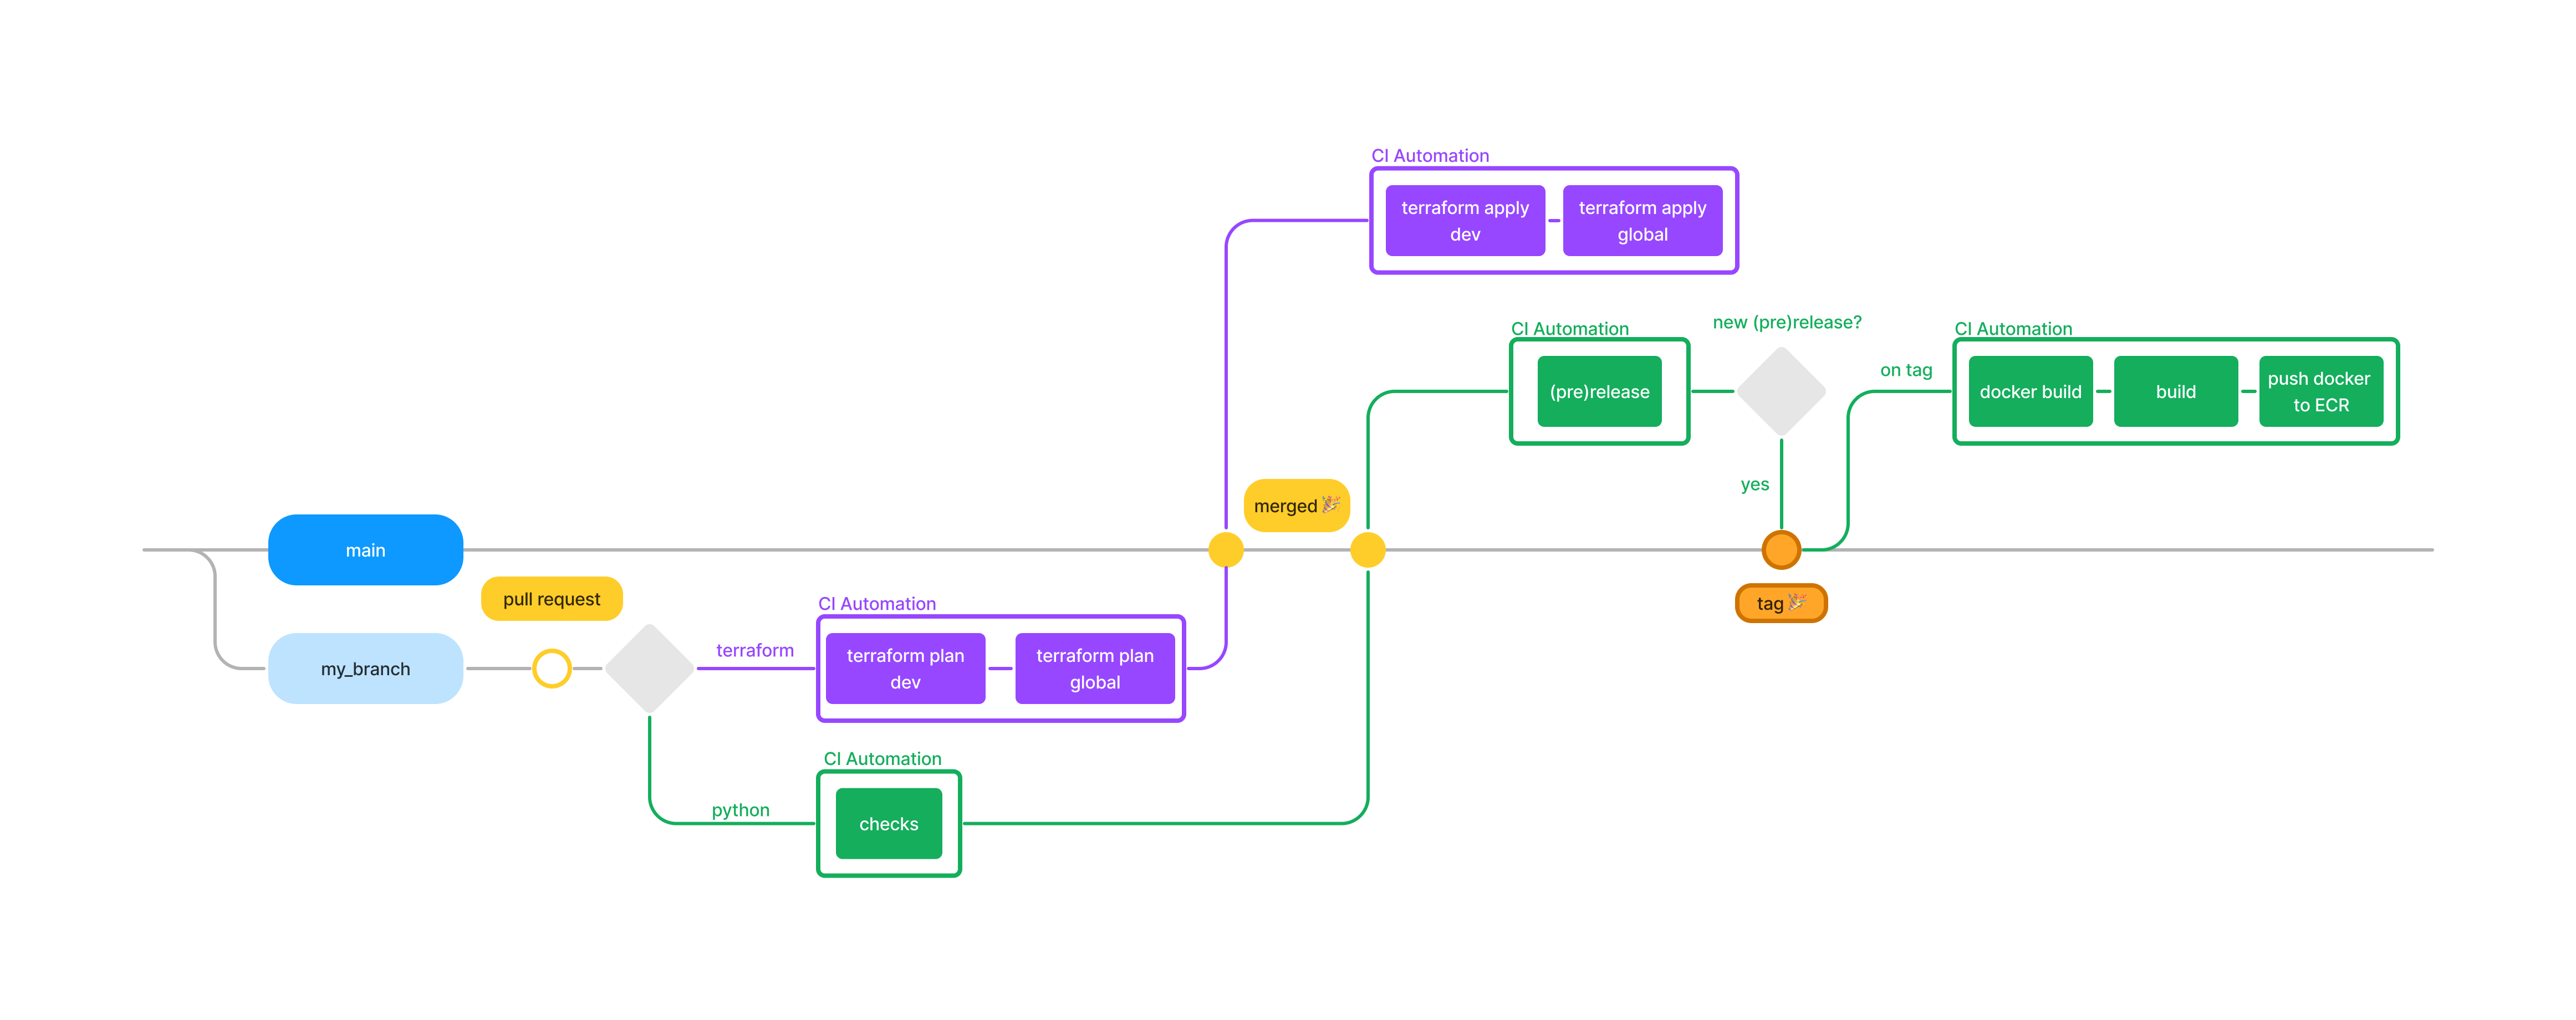 CI Automation
terraform apply
dev
terraform apply
global
CI Automation
(pre)release
new (pre)release?
yes
on tag
CI Automation
docker build
build
push docker
to ECR
merged 🎉
main
pull request
my_branch
terraform
CI Automation
terraform plan
dev
terraform plan
global
tag 🎉
python
CI Automation
checks